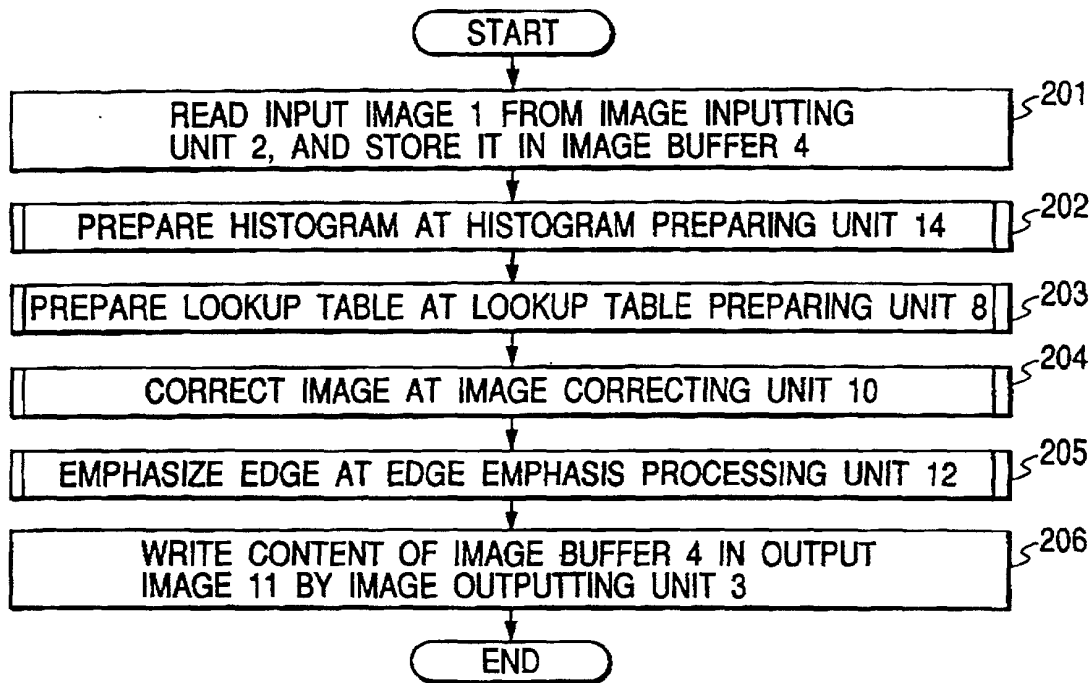 START
201
READ INPUT IMAGE 1 FROM IMAGE INPUTTING
UNIT 2, AND STORE IT IN IMAGE BUFFER 4
202
PREPARE HISTOGRAM AT HISTOGRAM PREPARING UNIT 14
203
PREPARE LOOKUP TABLE AT LOOKUP TABLE PREPARING UNIT 8
204
CORRECT IMAGE AT IMAGE CORRECTING UNIT 10
205
EMPHASIZE EDGE AT EDGE EMPHASIS PROCESSING UNIT 12
206
WRITE CONTENT OF IMAGE BUFFER 4 IN OUTPUT
IMAGE 11 BY IMAGE OUTPUTTING UNIT 3
END